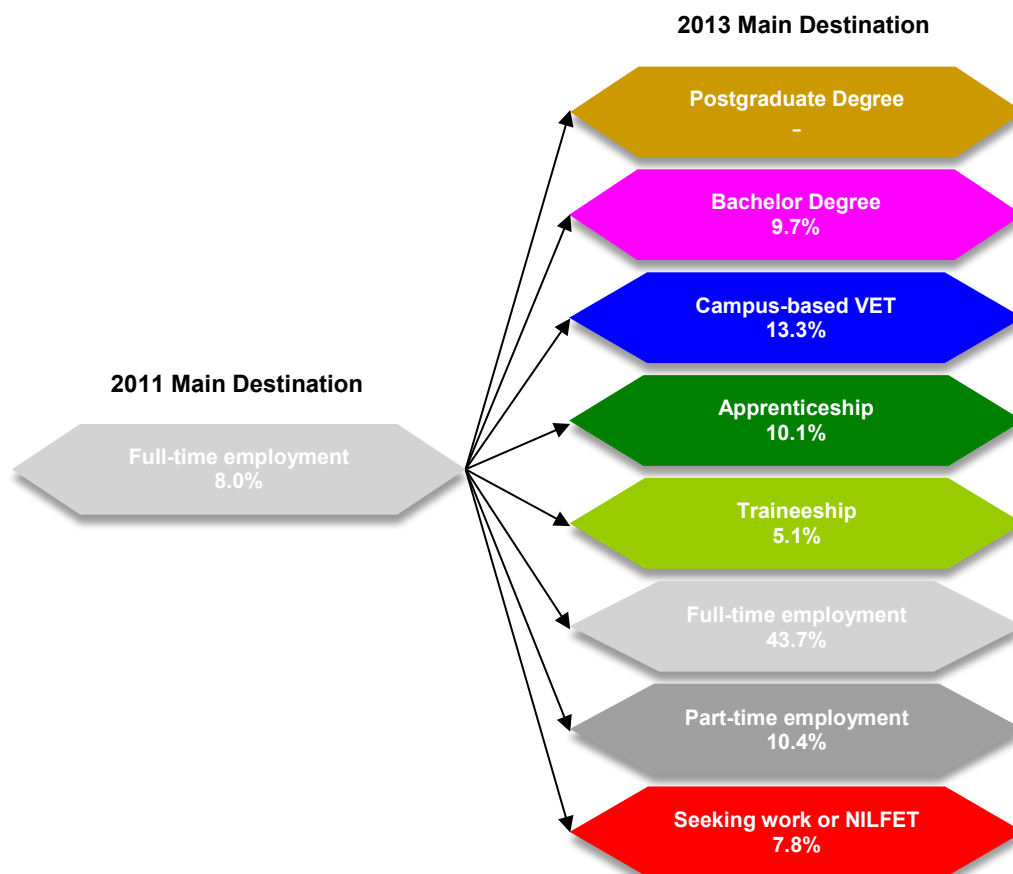 2013 Main Destination
Postgraduate Degree
–
Bachelor Degree
9.7%
Campus-based VET
13.3%
2011 Main Destination
Apprenticeship
10.1%
Full-time employment
8.0%
Traineeship
5.1%
Full-time employment
43.7%
Part-time employment
10.4%
Seeking work or NILFET
7.8%